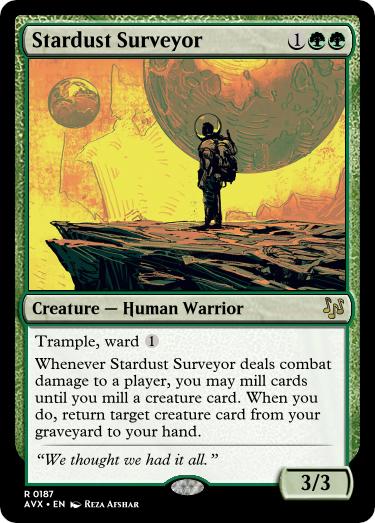 Stardust Surveyor 1
Creature — Human Warrior
Trample, ward 1
Whenever Stardust Surveyor deals combat
damage to a player, you may mill cards
until you mill a creature card. When you
do, return target creature card from your
graveyard to your hand.
“We thought we had it all.”
3/3
R 0187
AVX • EN Reza Afshar